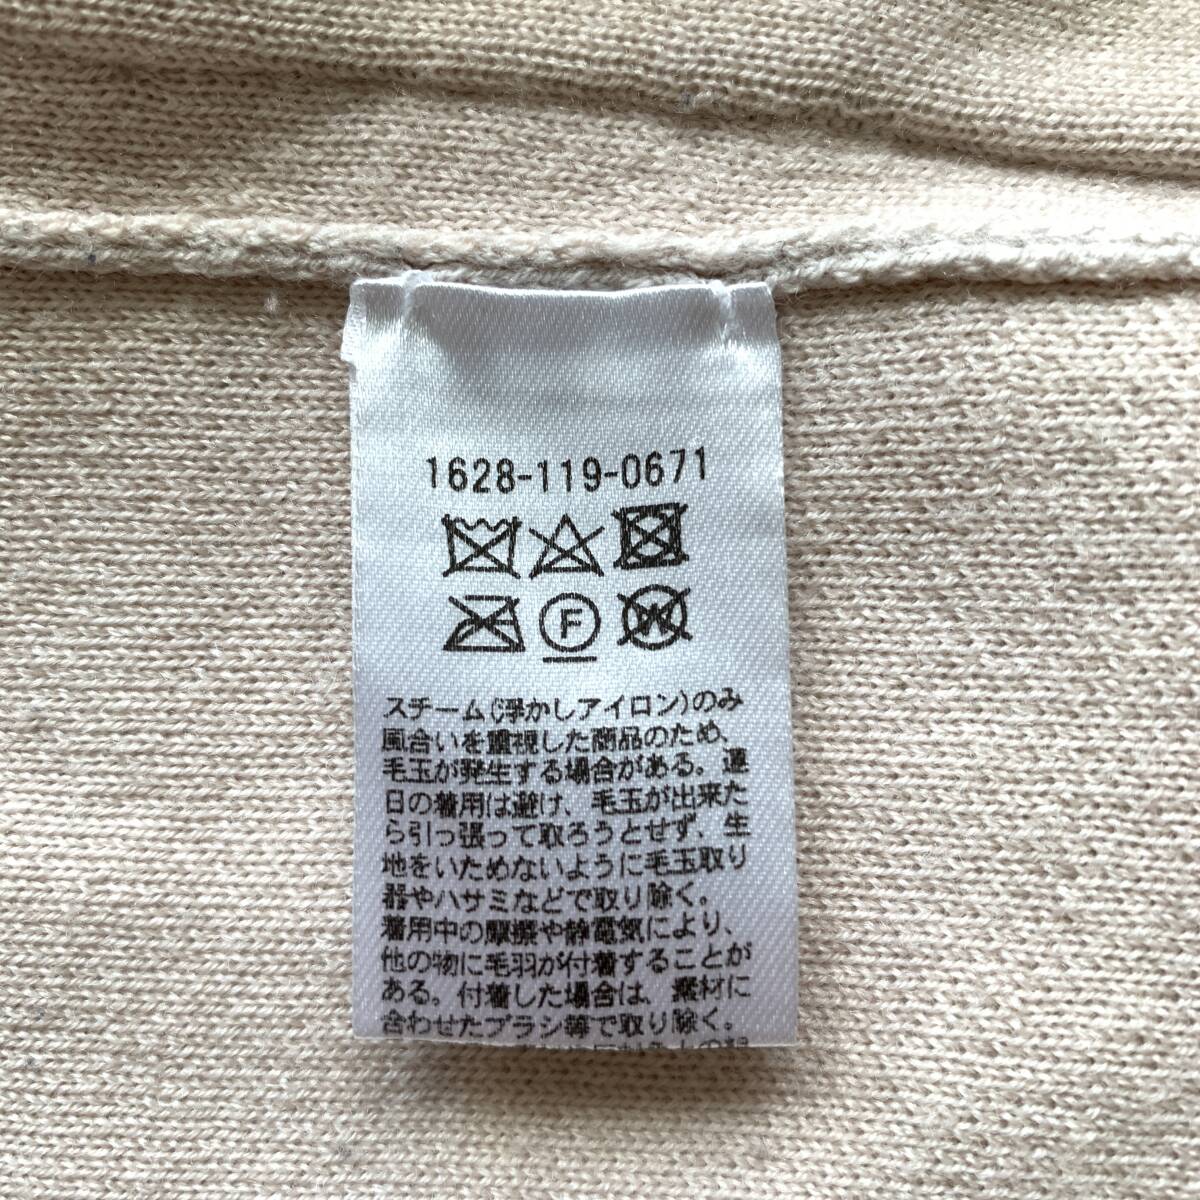 1628-119-0671
F
W
スチーム(浮かしアイロン)のみ
風合いを重視した商品のため、
毛玉が発生する場合がある。連
日の着用は避け、毛玉が出来た
ら引っ張って取ろうとせず、生
地をいためないように毛玉取り
器やハサミなどで取り除く。
着用中の摩擦や静電気により、
他の物に毛羽が付着することが
ある。付着した場合は、素材に
合わせたブラシ等で取り除く。